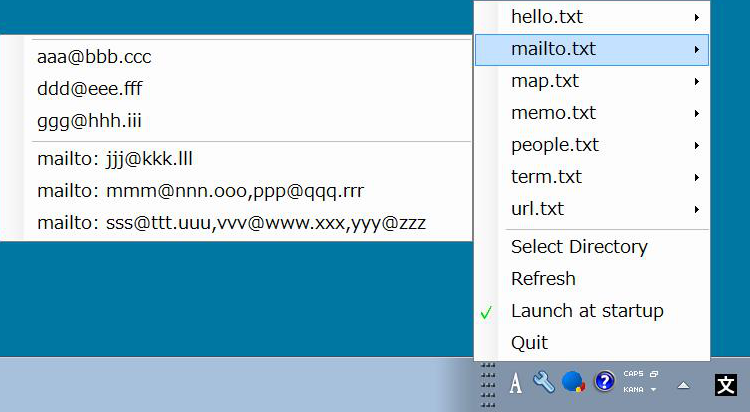 aaa@bbb.ccc
ddd@eee.fff
ggg@hhh.iii
mailto: jjj@kkk.lll
mailto: mmm@nnn.ooo,ppp@qqq.rrr
mailto: sss@ttt.uuu,vvv@www.xxx,yyy@zzz
hello.txt
mailto.txt
map.txt
memo.txt
people.txt
term.txt
url.txt
Select Directory
Refresh
Launch at startup
Quit
A
?
CAPS
KANA
文